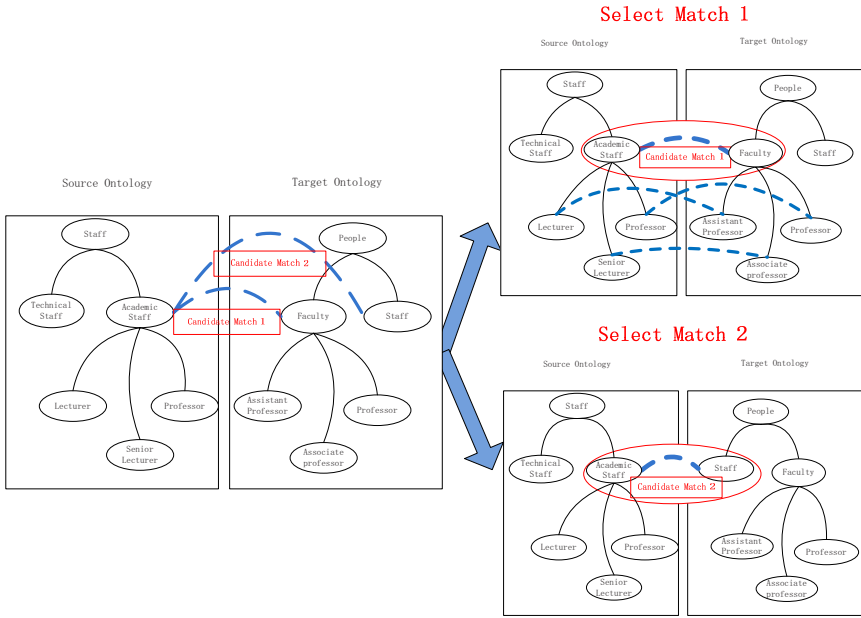 Select Match 1
Source Ontology
Target Ontology
Staff
People
Technical
Staff
Academic
Staff
Candidate Match 1
Faculty
Staff
Lecturer
Professor
Assistant
Professor
Professor
Senior
Lecturer
Associate
professor
Source Ontology
Target Ontology
Staff
People
Candidate Match 2
Technical
Staff
Academic
Staff
Candidate Match 1
Faculty
Staff
Lecturer
Professor
Assistant
Professor
Professor
Senior
Lecturer
Associate
professor
Select Match 2
Source Ontology
Target Ontology
Staff
People
Technical
Staff
Academic
Staff
Staff
Faculty
Candidate Match 2
Lecturer
Professor
Assistant
Professor
Professor
Senior
Lecturer
Associate
professor